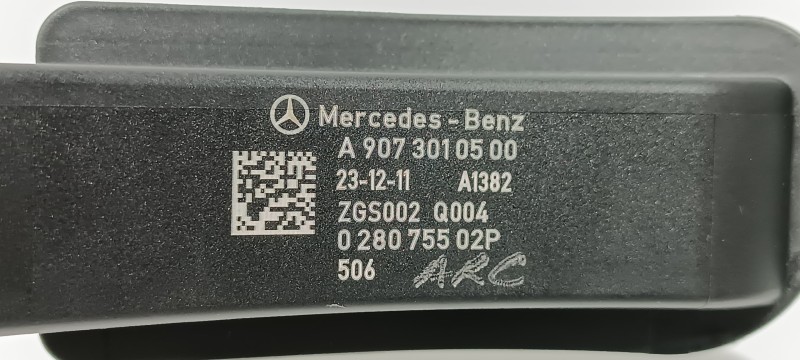 Mercedes-Benz
A 907 301 05 00
23-12-11 A1382
ZGS002 Q004
0 280 755 02P
506 ARC